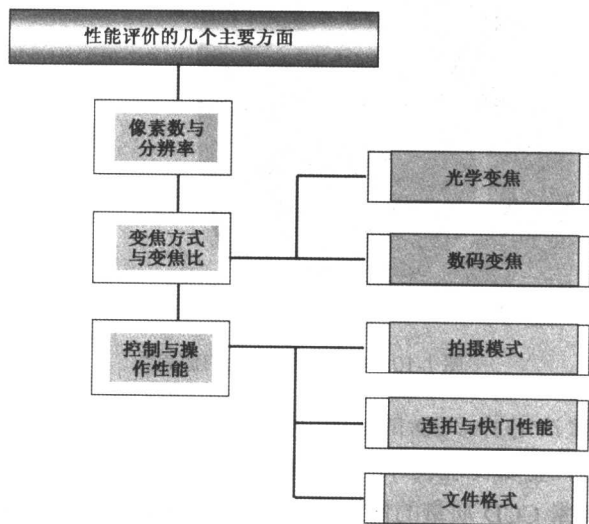 性能评价的几个主要方面
像素数与
分辨率
变焦方式
与变焦比
光学变焦
数码变焦
控制与操
作性能
拍摄模式
连拍与快门性能
文件格式